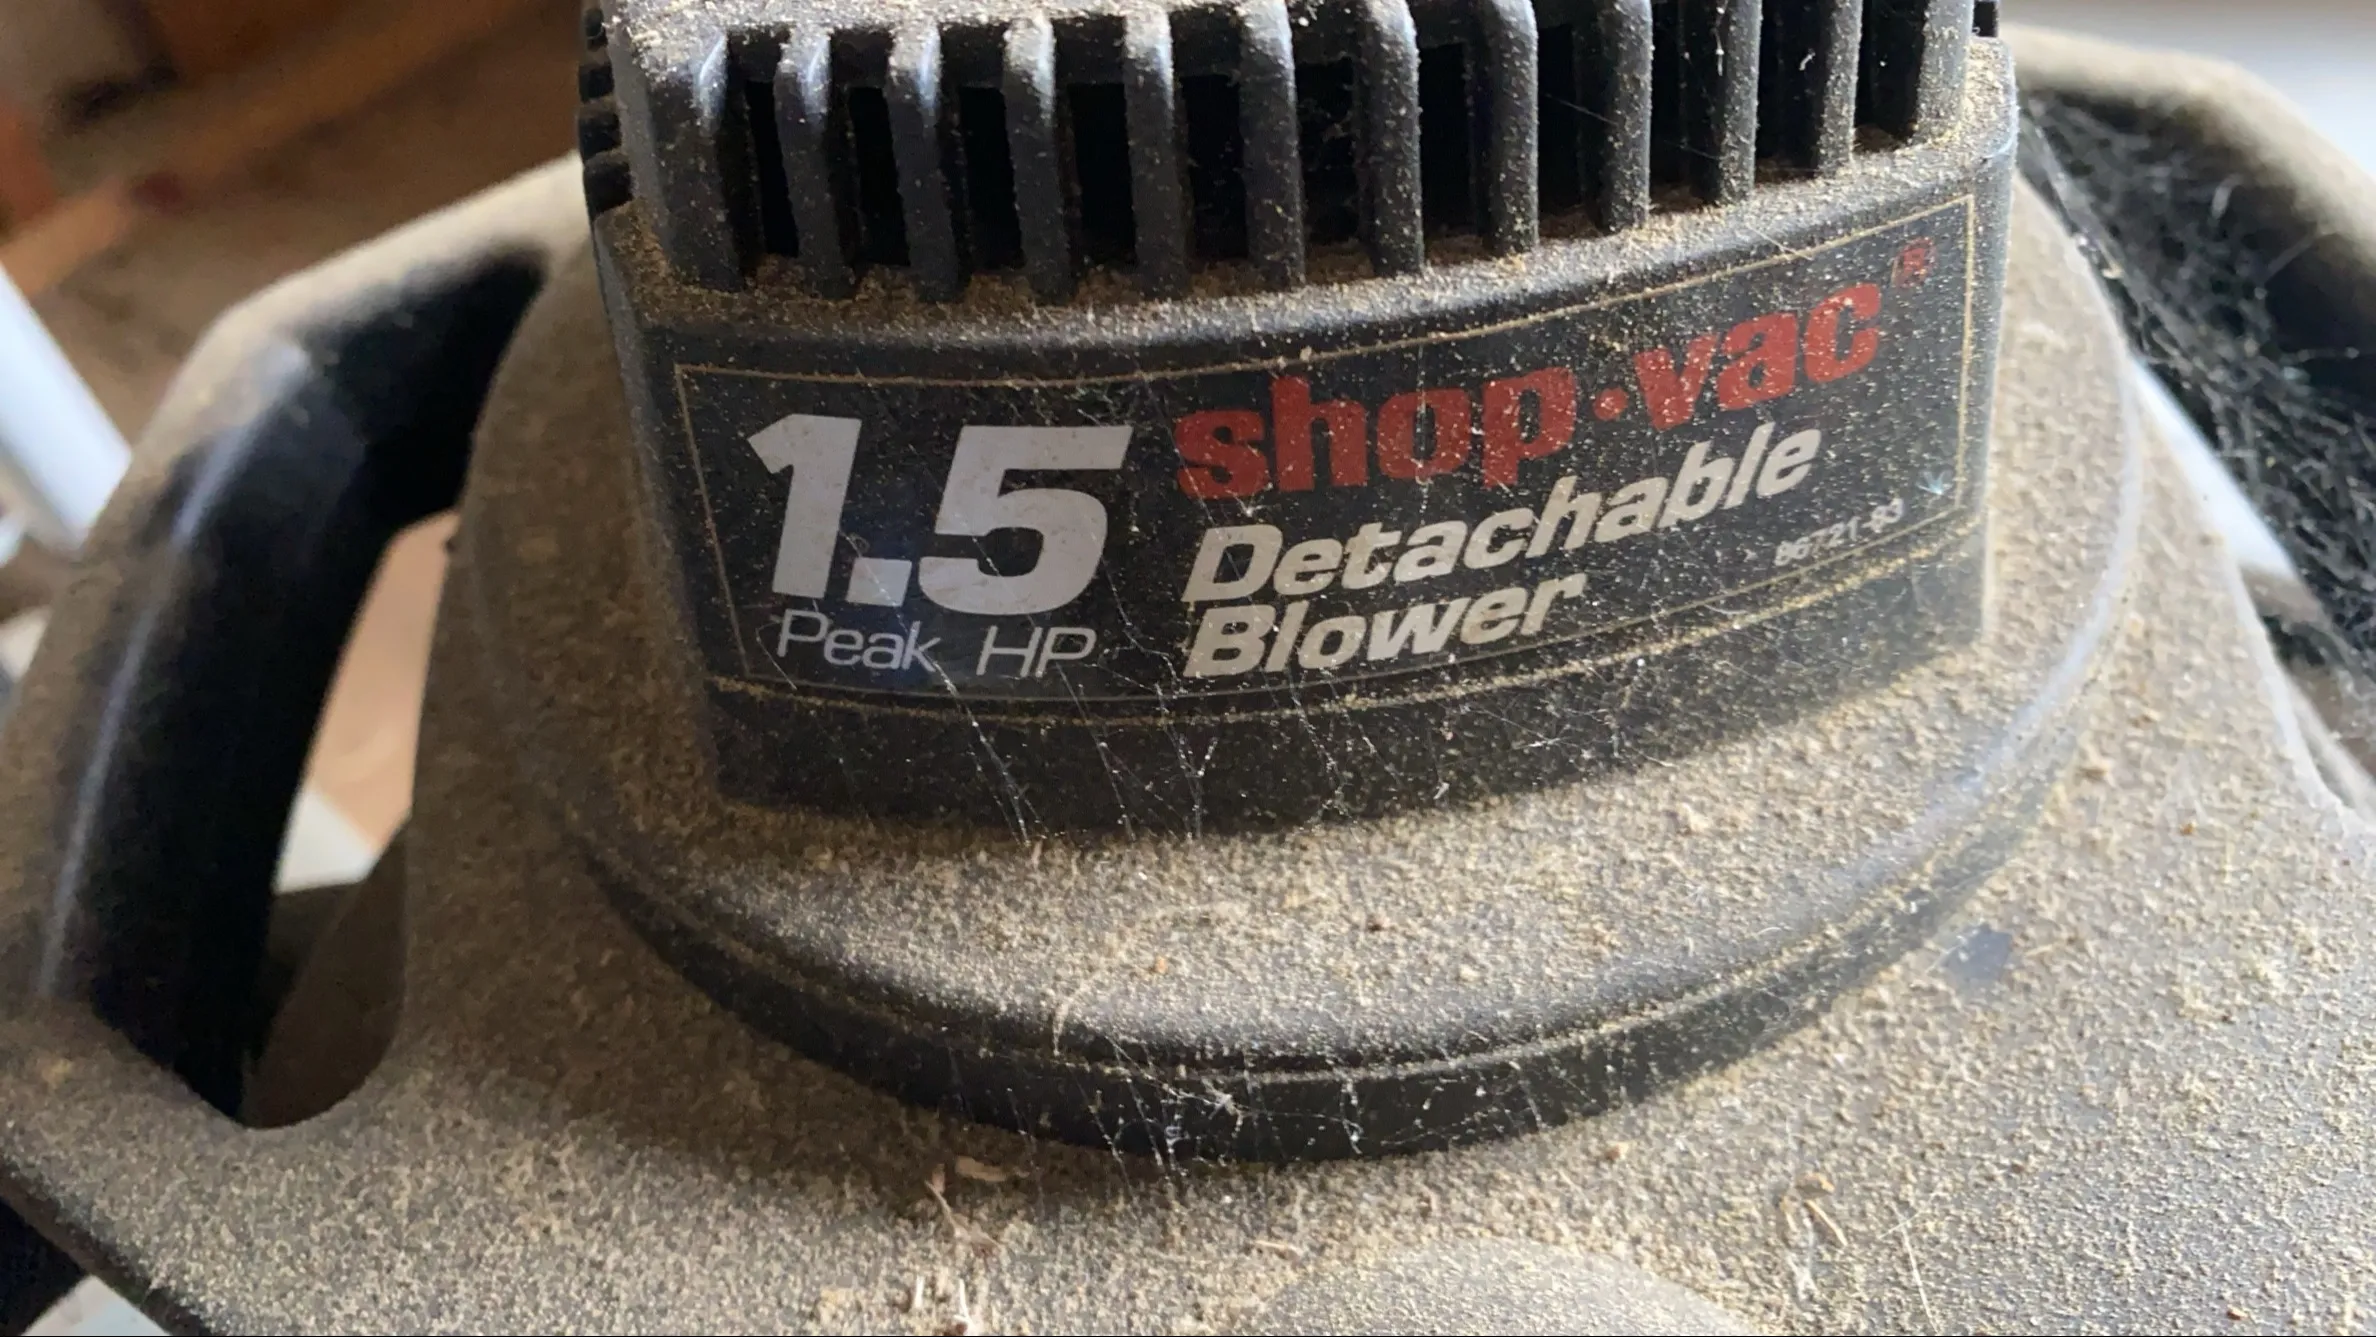 shop·vac®
1.5
Peak HP
Detachable
Blower